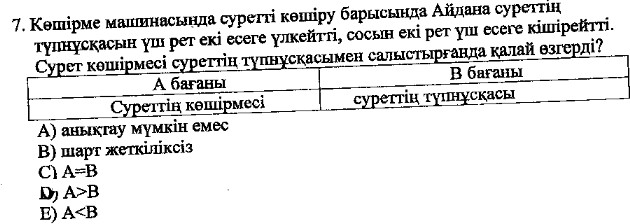 7. Көшірме машинасында суретті көшіру барысында Айдана суреттің
түпнұсқасын үш рет екі есеге үлкейтті, сосын екі рет үш есеге кішірейтті.
Сурет көшірмесі суреттің түпнұсқасымен салыстырғанда қалай өзгерді?
А бағаны В бағаны
Суреттің көшірмесі суреттің түпнұсқасы
А) анықтау мүмкін емес
В) шарт жеткіліксіз
С) А=В
D) А>В
Е) А<В